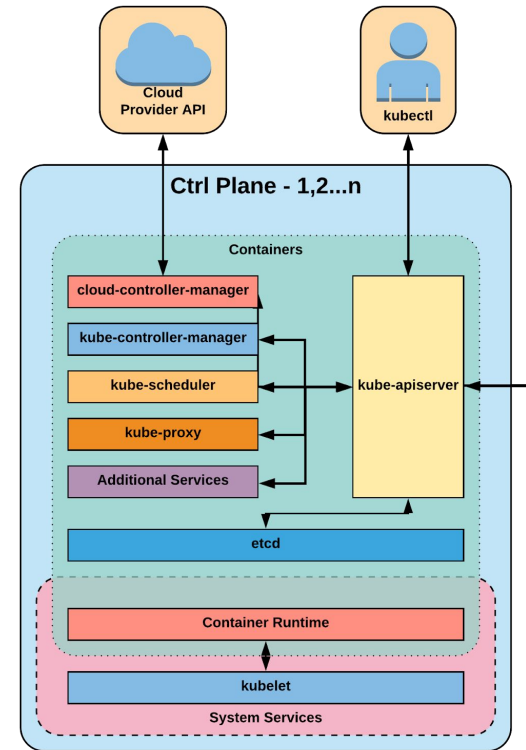 Cloud
Provider API
kubectl
Ctrl Plane - 1,2...n
Containers
cloud-controller-manager
kube-controller-manager
kube-scheduler
kube-apiserver
kube-proxy
Additional Services
etcd
Container Runtime
kubelet
System Services